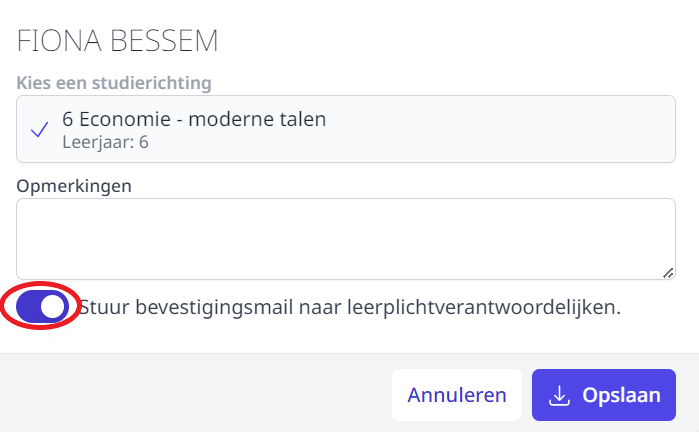 FIONA BESSEM
Kies een studierichting
6 Economie - moderne talen
Leerjaar: 6
Opmerkingen
Stuur bevestigingsmail naar leerplichtverantwoordelijken.
Annuleren
Opslaan